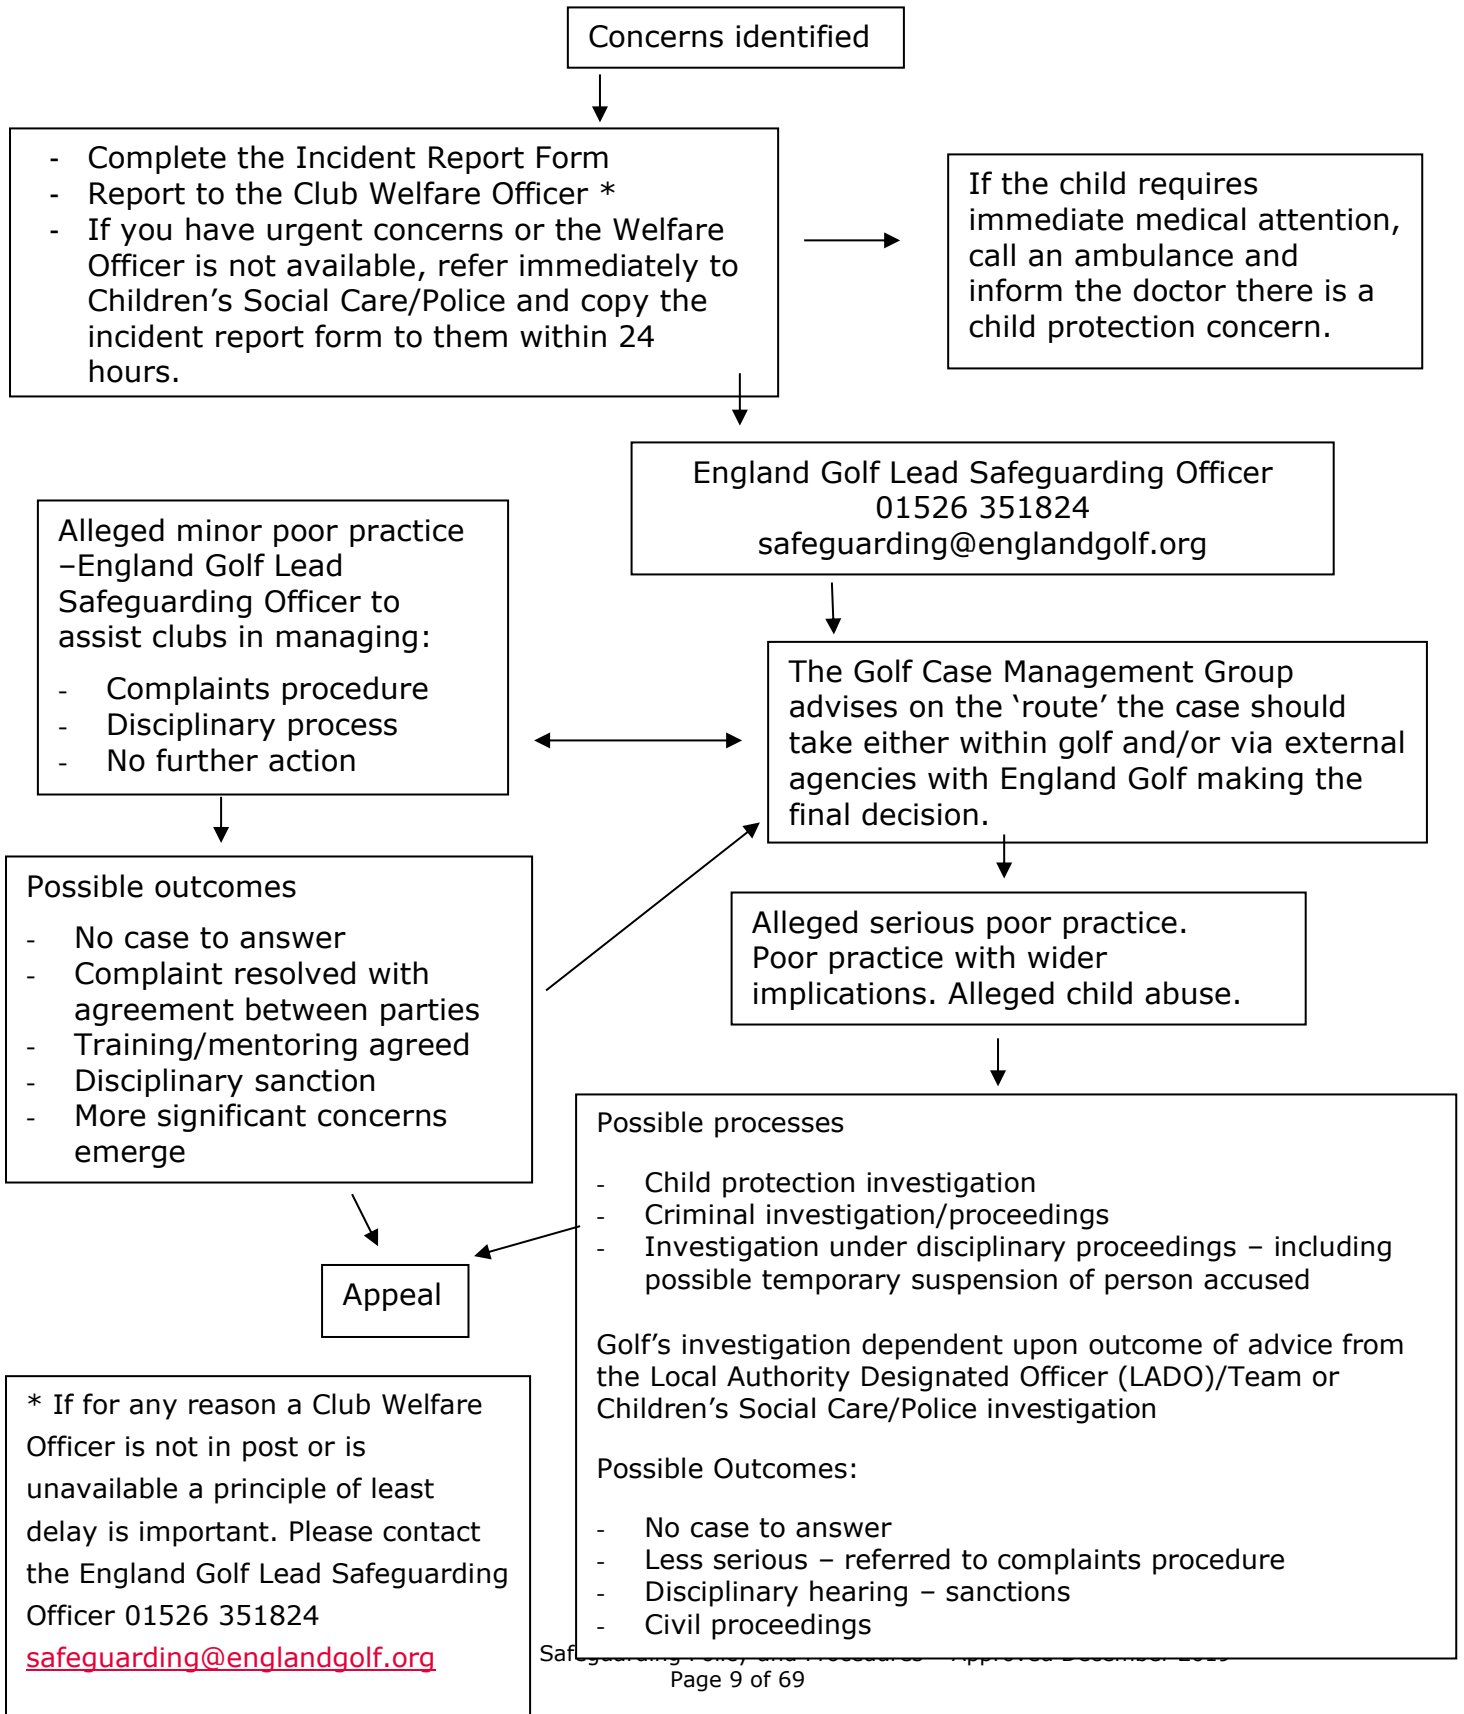 Concerns identified
- Complete the Incident Report Form
- Report to the Club Welfare Officer *
- If you have urgent concerns or the Welfare
Officer is not available, refer immediately to
Children’s Social Care/Police and copy the
incident report form to them within 24
hours.
If the child requires
immediate medical attention,
call an ambulance and
inform the doctor there is a
child protection concern.
England Golf Lead Safeguarding Officer
01526 351824
safeguarding@englandgolf.org
Alleged minor poor practice
–England Golf Lead
Safeguarding Officer to
assist clubs in managing:
- Complaints procedure
- Disciplinary process
- No further action
The Golf Case Management Group
advises on the ‘route’ the case should
take either within golf and/or via external
agencies with England Golf making the
final decision.
Possible outcomes
- No case to answer
- Complaint resolved with
agreement between parties
- Training/mentoring agreed
- Disciplinary sanction
- More significant concerns
emerge
Alleged serious poor practice.
Poor practice with wider
implications. Alleged child abuse.
Possible processes
- Child protection investigation
- Criminal investigation/proceedings
- Investigation under disciplinary proceedings – including
possible temporary suspension of person accused
Golf’s investigation dependent upon outcome of advice from
the Local Authority Designated Officer (LADO)/Team or
Children’s Social Care/Police investigation
Possible Outcomes:
- No case to answer
- Less serious – referred to complaints procedure
- Disciplinary hearing – sanctions
- Civil proceedings
Appeal
* If for any reason a Club Welfare
Officer is not in post or is
unavailable a principle of least
delay is important. Please contact
the England Golf Lead Safeguarding
Officer 01526 351824
safeguarding@englandgolf.org
Safeguarding Policy and Procedures Approved December
Page 9 of 69